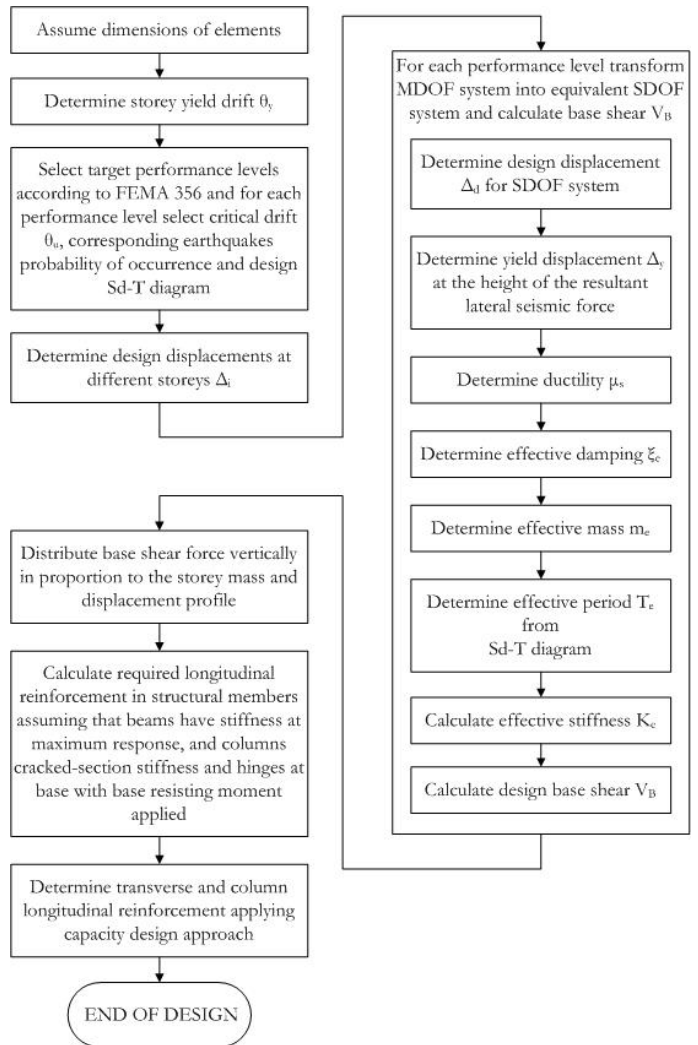 Assume dimensions of elements
Determine storey yield drift θᵧ
Select target performance levels
according to FEMA 356 and for each
performance level select critical drift
θᵤ, corresponding earthquakes
probability of occurrence and design
Sd-T diagram
Determine design displacements at
different storeys Δᵢ
For each performance level transform
MDOF system into equivalent SDOF
system and calculate base shear V_B
Determine design displacement
Δ_d for SDOF system
Determine yield displacement Δᵧ
at the height of the resultant
lateral seismic force
Determine ductility μₛ
Determine effective damping ξₑ
Determine effective mass mₑ
Determine effective period Tₑ
from
Sd-T diagram
Calculate effective stiffness Kₑ
Calculate design base shear V_B
Distribute base shear force vertically
in proportion to the storey mass and
displacement profile
Calculate required longitudinal
reinforcement in structural members
assuming that beams have stiffness at
maximum response, and columns
cracked-section stiffness and hinges at
base with base resisting moment
applied
Determine transverse and column
longitudinal reinforcement applying
capacity design approach
END OF DESIGN